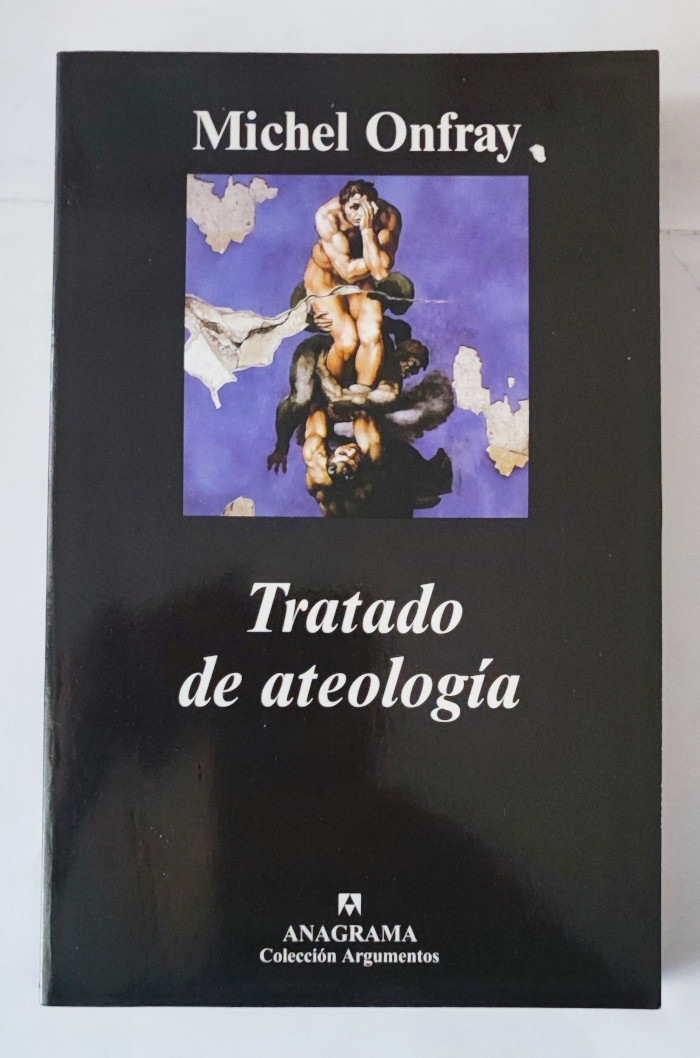 Michel Onfray
Tratado
de ateología
ANAGRAMA
Colección Argumentos